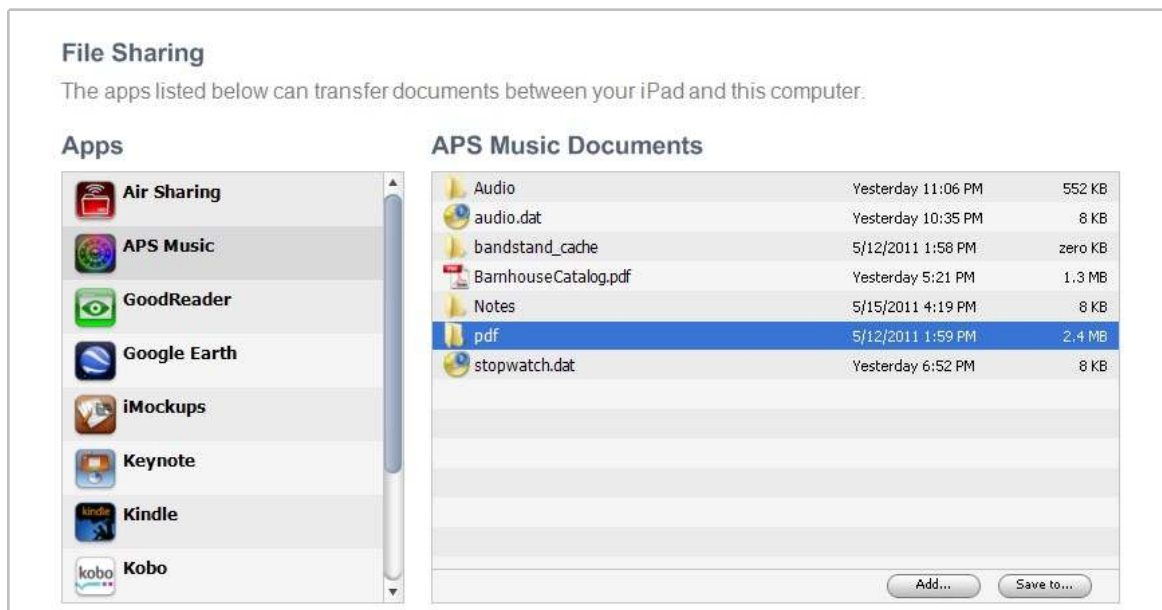 File Sharing
The apps listed below can transfer documents between your iPad and this computer.
Apps
Air Sharing
APS Music
GoodReader
Google Earth
iMockups
Keynote
kindle
Kindle
kobo
Kobo
APS Music Documents
Audio Yesterday 11:06 PM 552 KB
audio.dat Yesterday 10:35 PM 8 KB
bandstand_cache 5/12/2011 1:58 PM zero KB
BarnhouseCatalog.pdf Yesterday 5:21 PM 1.3 MB
Notes 5/15/2011 4:19 PM 8 KB
pdf 5/12/2011 1:59 PM 2.4 MB
stopwatch.dat Yesterday 6:52 PM 8 KB
Add... Save to...